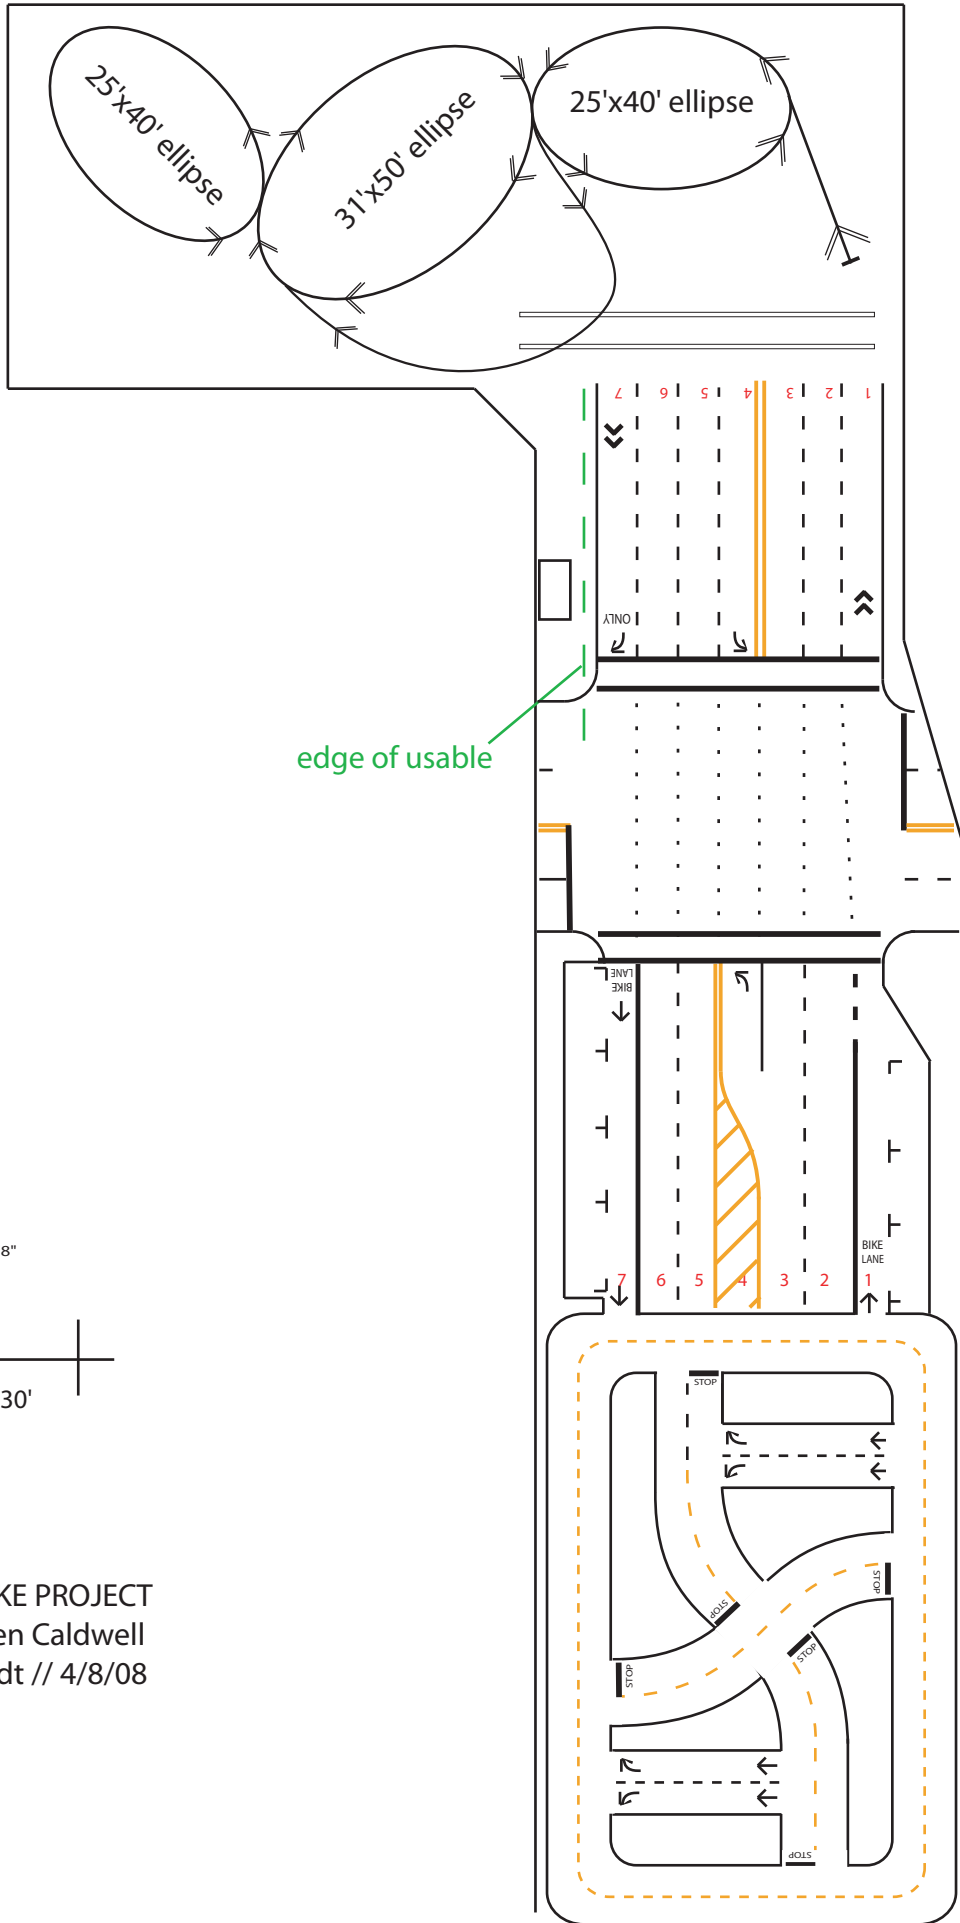 25'x40' ellipse
31'x50' ellipse
25'x40' ellipse
7 6 5 4 3 2 1
ONLY
edge of usable
BIKE
LANE
8"
BIKE
LANE
7 6 5 4 3 2 1
30'
STOP
STOP
STOP
KE PROJECT
en Caldwell
dt // 4/8/08
STOP
STOP
STOP